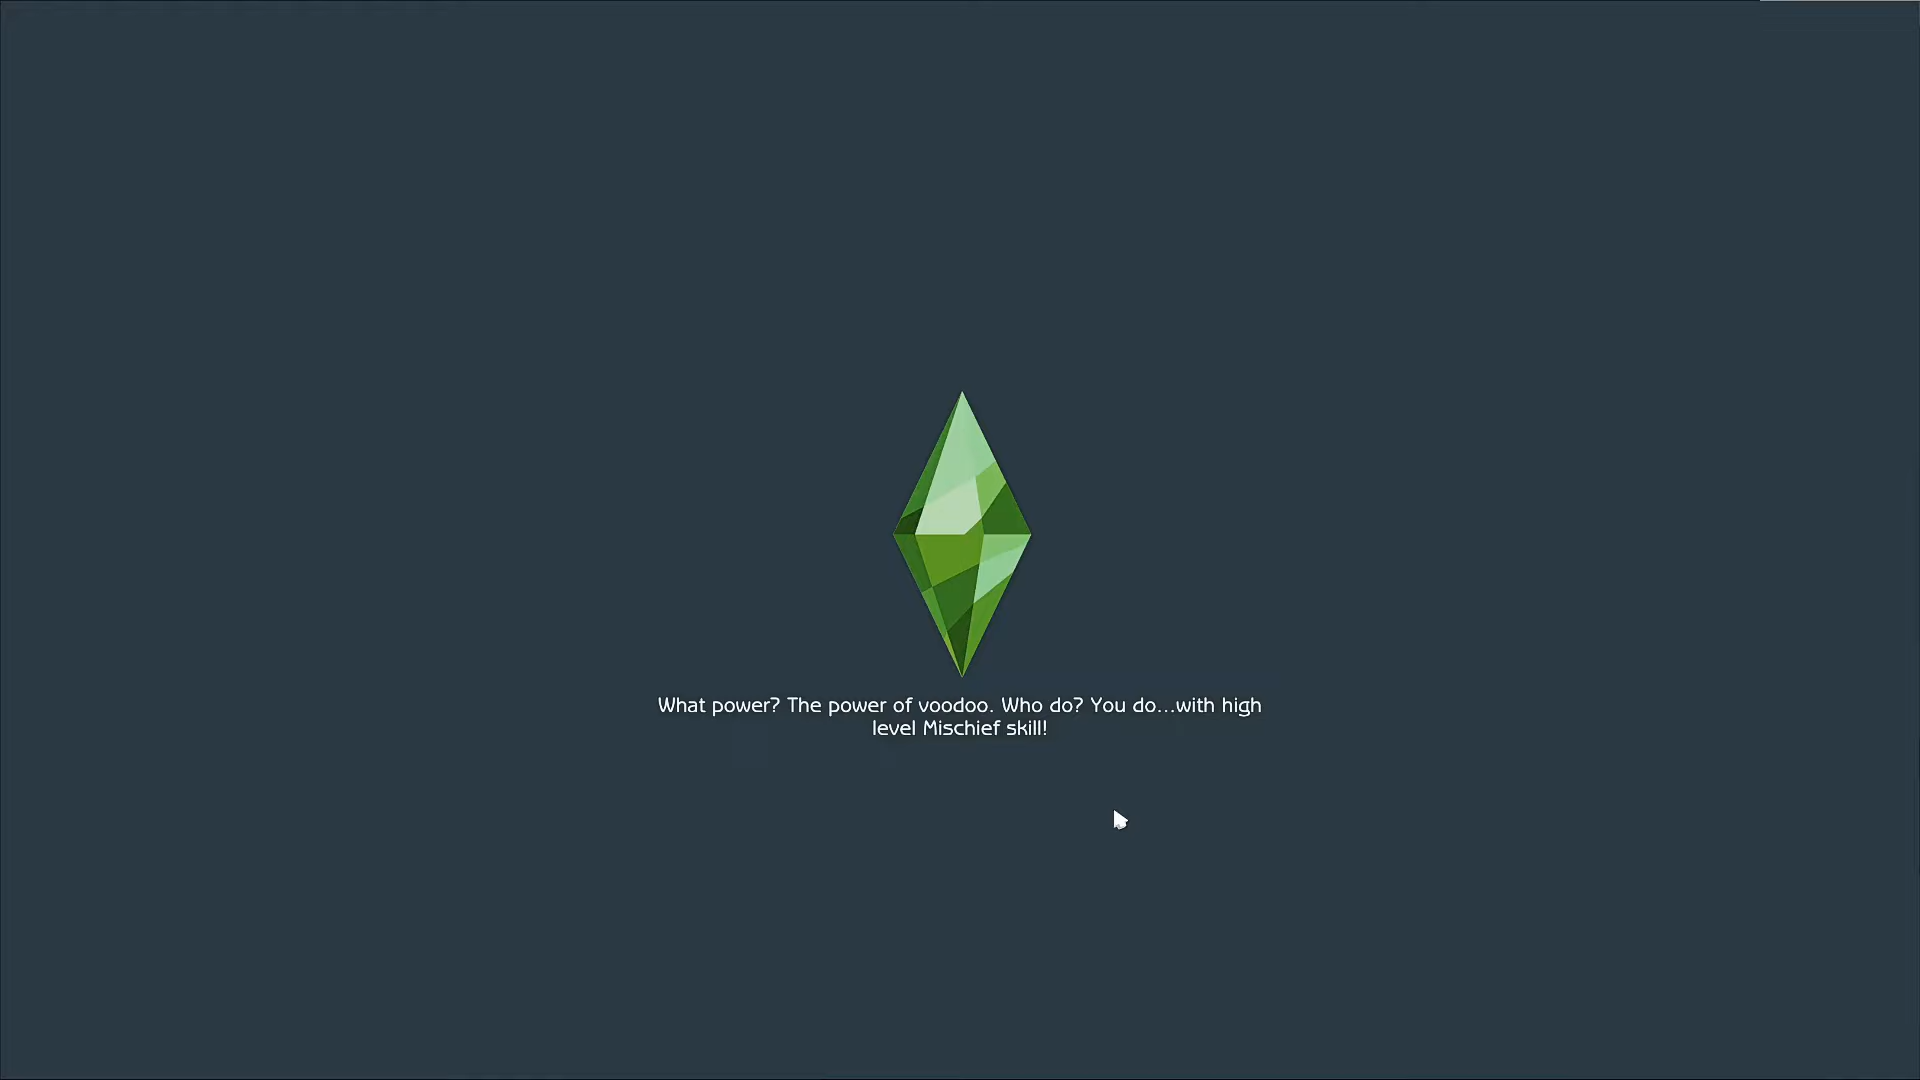 What power? The power of voodoo. Who do? You do...with high
level Mischief skill!